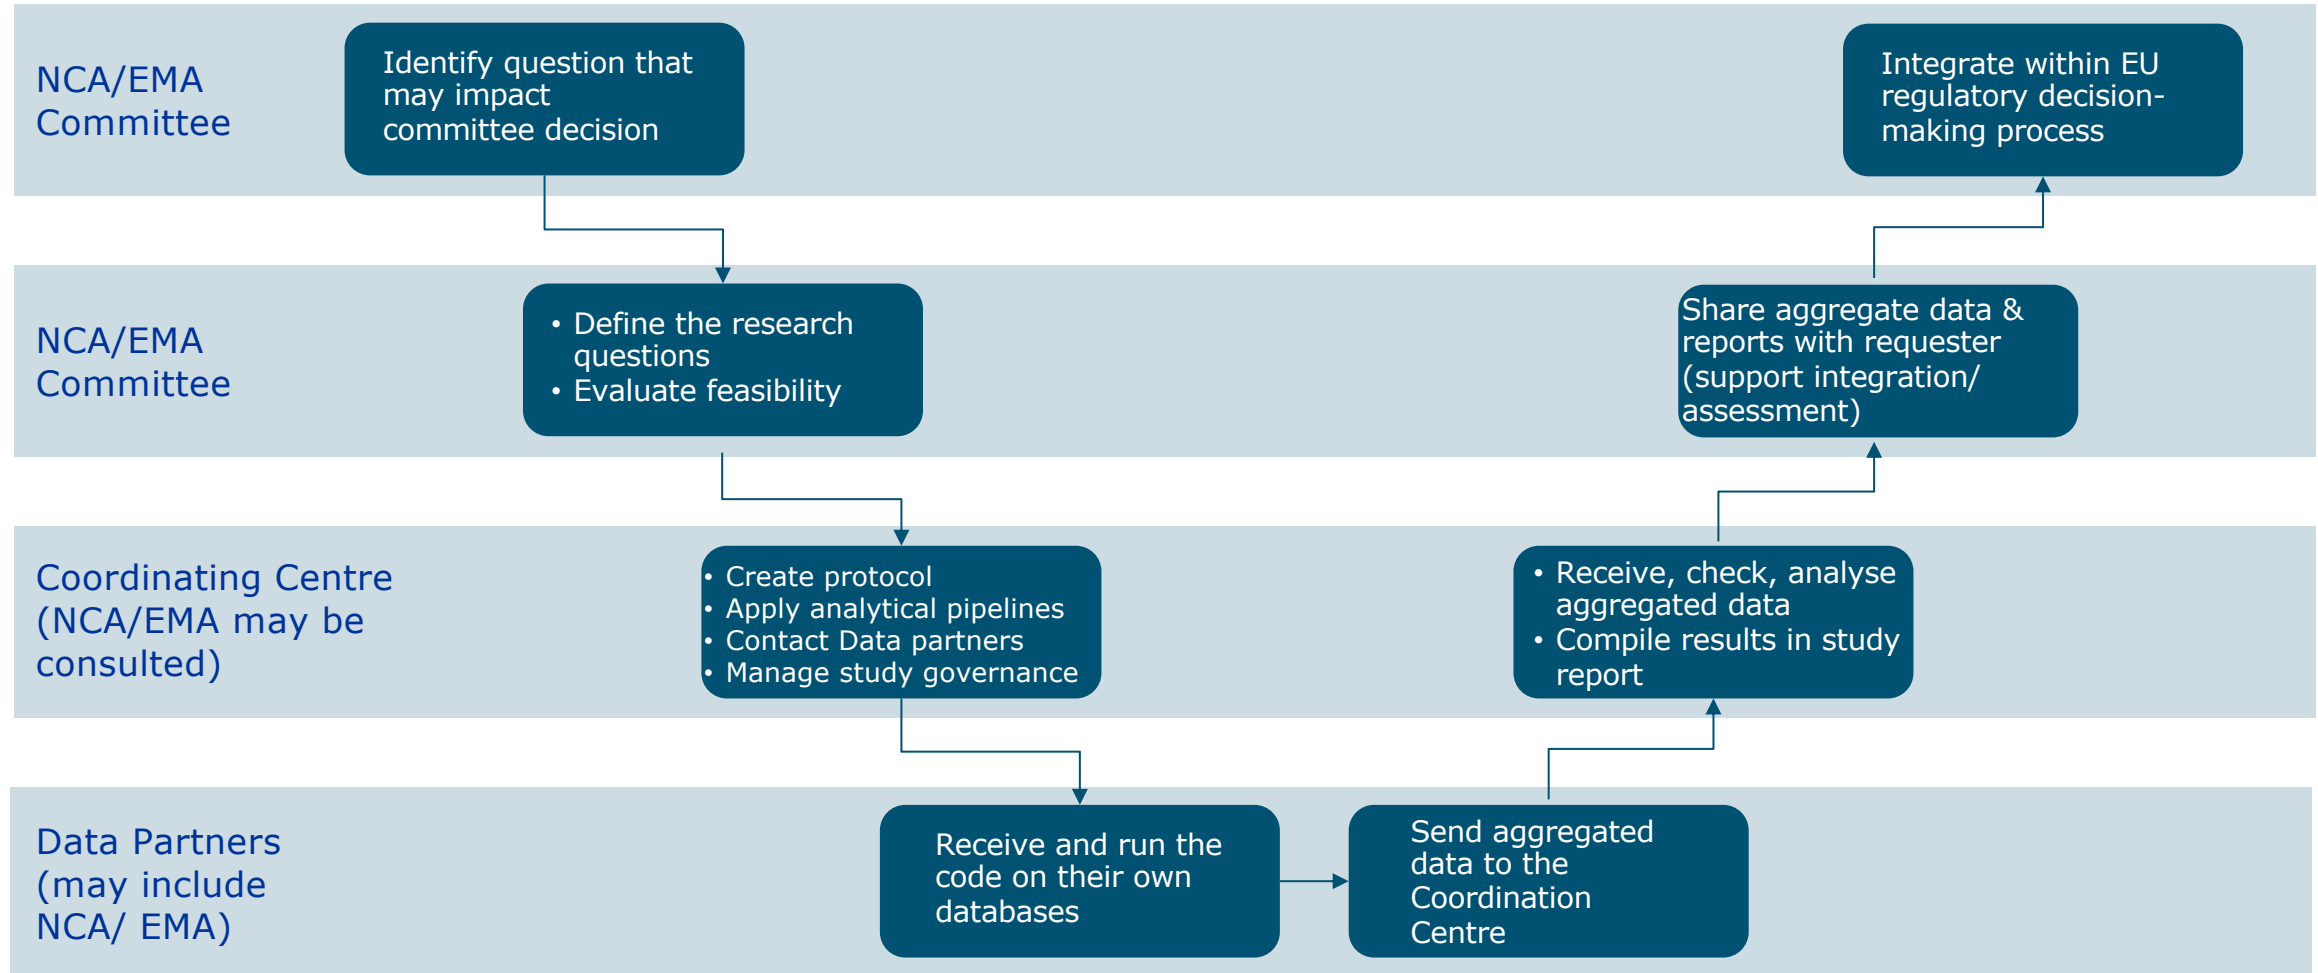 NCA/EMA
Committee
Identify question that
may impact
committee decision
Integrate within EU
regulatory decision-
making process
NCA/EMA
Committee
• Define the research
questions
• Evaluate feasibility
Share aggregate data &
reports with requester
(support integration/
assessment)
Coordinating Centre
(NCA/EMA may be
consulted)
• Create protocol
• Apply analytical pipelines
• Contact Data partners
• Manage study governance
• Receive, check, analyse
aggregated data
• Compile results in study
report
Data Partners
(may include
NCA/ EMA)
Receive and run the
code on their own
databases
Send aggregated
data to the
Coordination
Centre